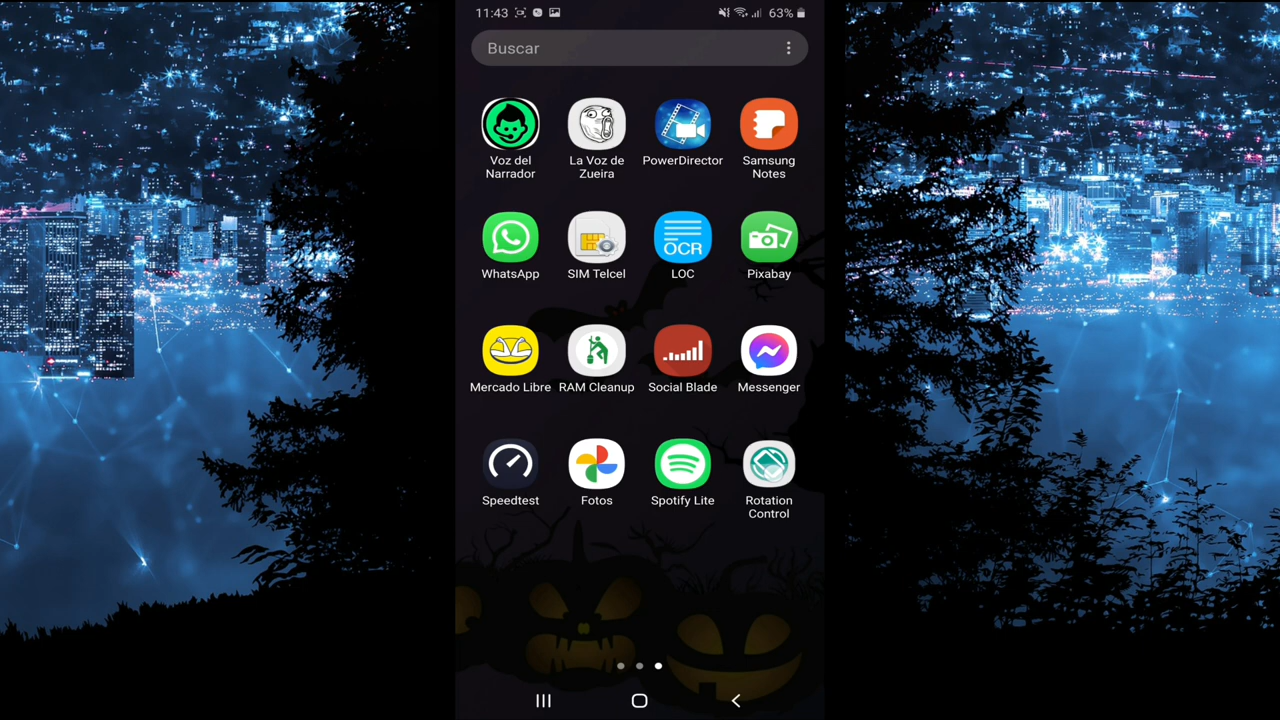 11:43
63%
Buscar
Voz del
Narrador
La Voz de
Zueira
PowerDirector
Samsung
Notes
WhatsApp
SIM Telcel
OCR
LOC
Pixabay
Mercado Libre
RAM Cleanup
Social Blade
Messenger
Speedtest
Fotos
Spotify Lite
Rotation
Control